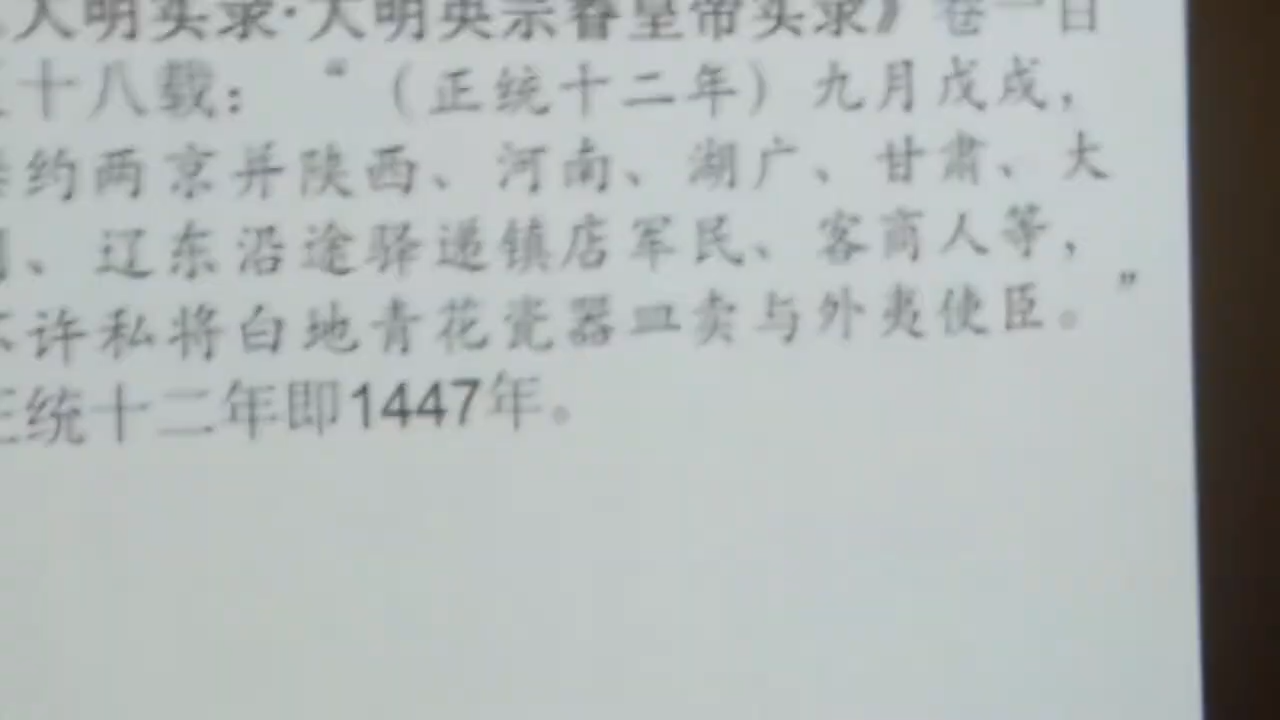 大明实录·大明英宗睿皇帝实录》卷一百
十八载：“（正统十二年）九月戊戌，
约两京并陕西、河南、湖广、甘肃、大
、辽东沿途驿递镇店军民、客商人等，
不许私将白地青花瓷器皿卖与外夷使臣。”
正统十二年即1447年。